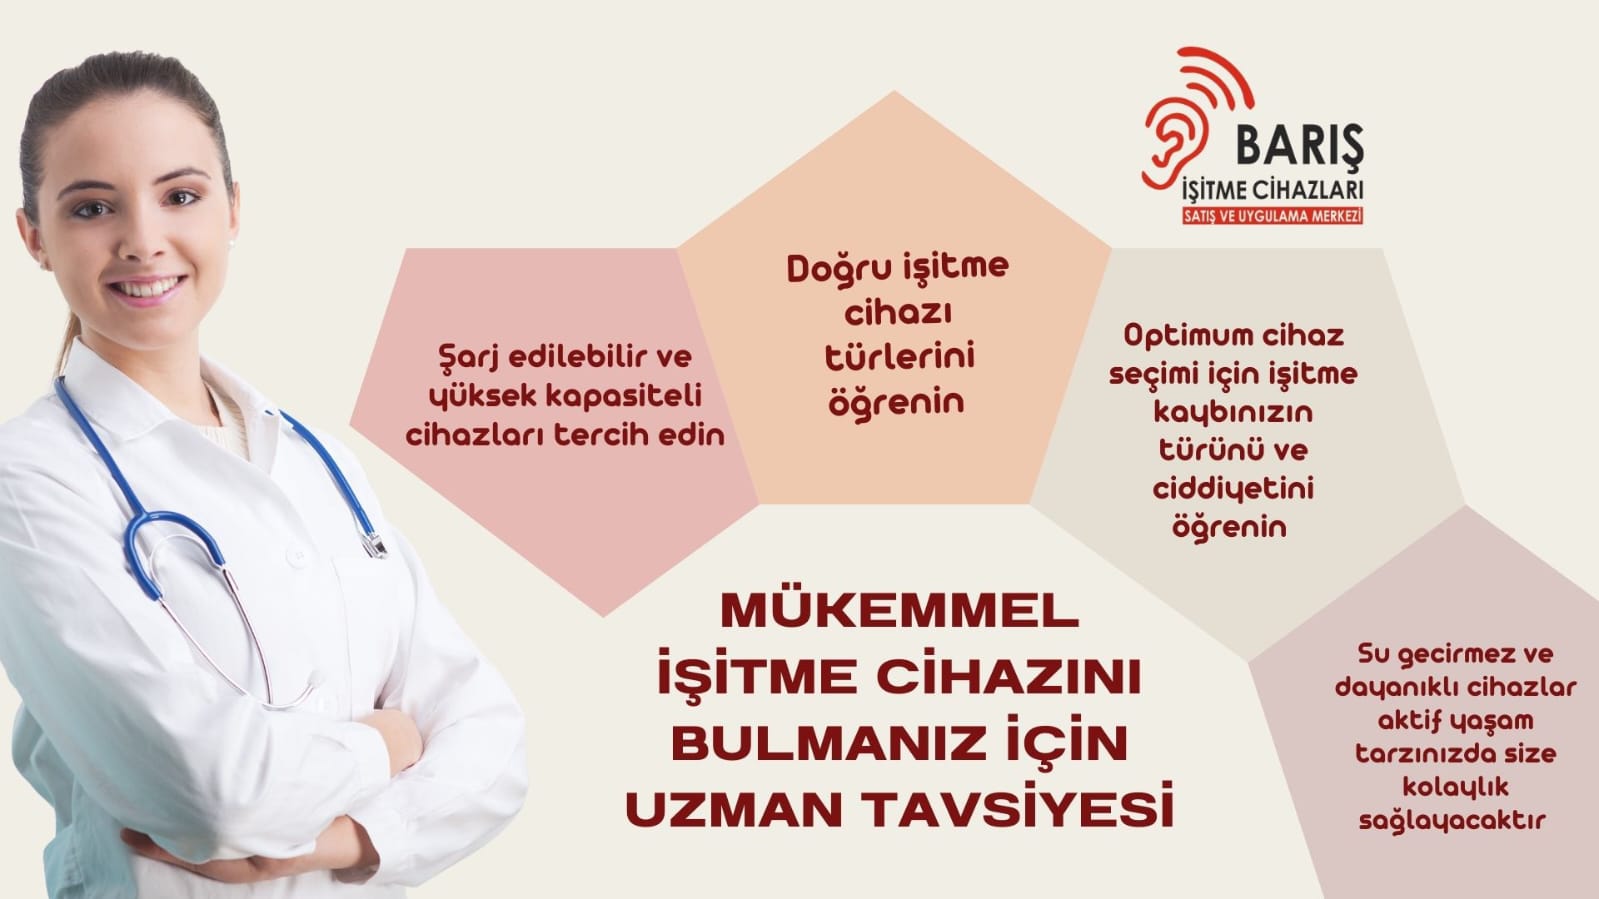 BARIŞ
İŞİTME CİHAZLARI
SATIŞ VE UYGULAMA MERKEZİ
Şarj edilebilir ve
yüksek kapasiteli
cihazları tercih edin
Doğru işitme
cihazı
türlerini
öğrenin
Optimum cihaz
seçimi için işitme
kaybınızın
türünü ve
ciddiyetini
öğrenin
Su gecirmez ve
dayanıklı cihazlar
aktif yaşam
tarzınızda size
kolaylık
sağlayacaktır
MÜKEMMEL
İŞİTME CİHAZINI
BULMANIZ İÇİN
UZMAN TAVSİYESİ